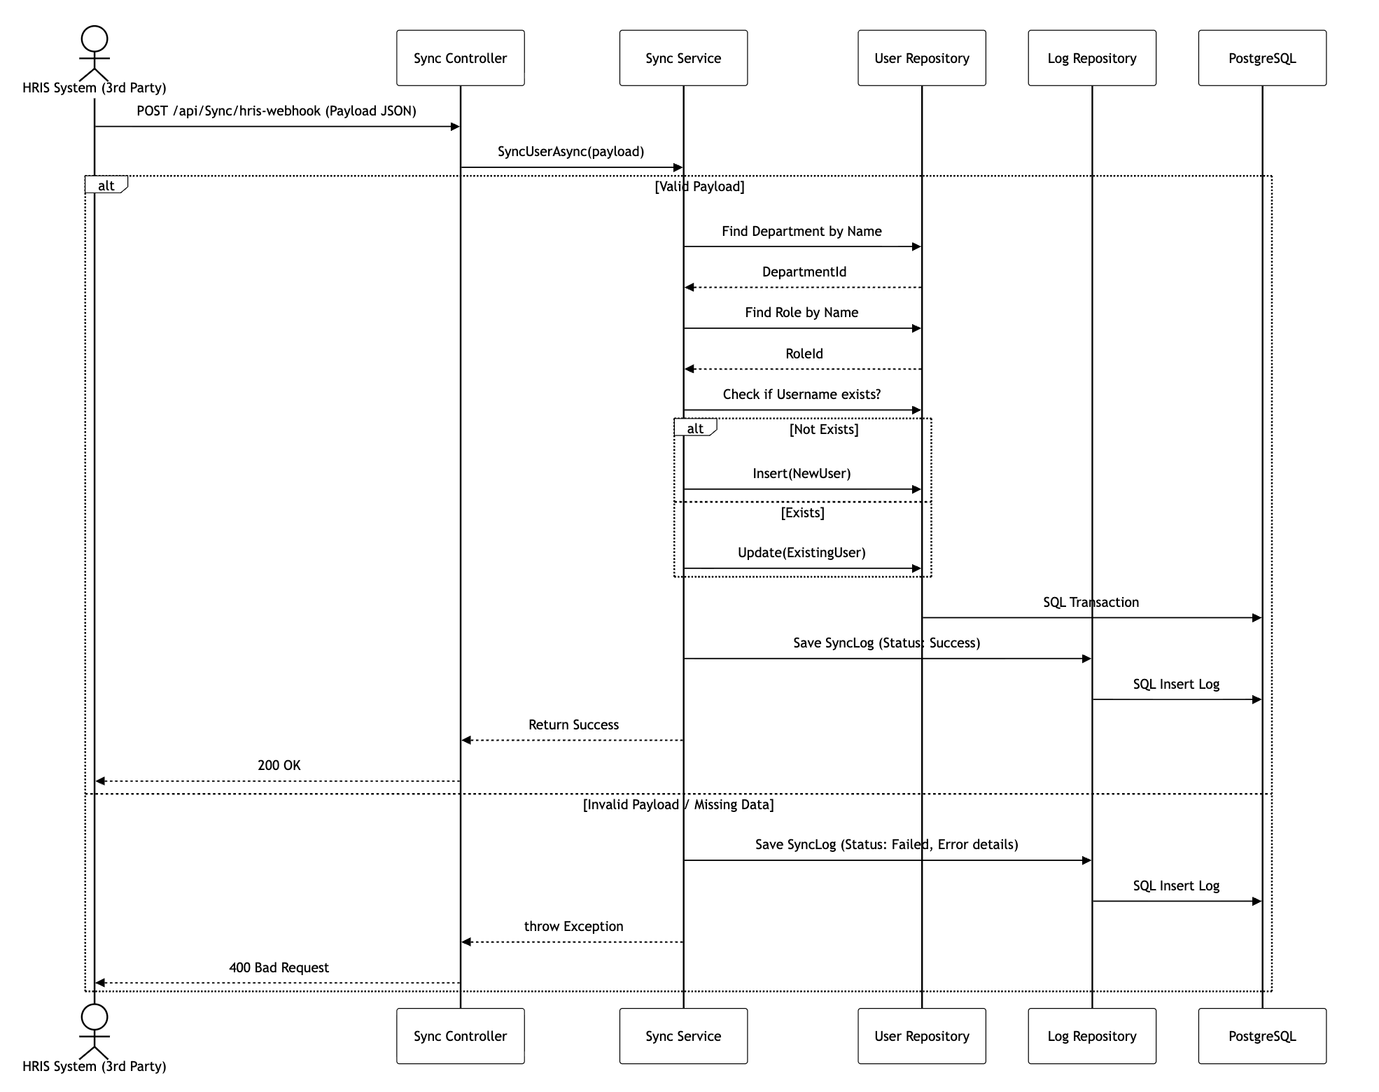 HRIS System (3rd Party)
Sync Controller
Sync Service
User Repository
Log Repository
PostgreSQL
POST /api/Sync/hris-webhook (Payload JSON)
SyncUserAsync(payload)
alt
[Valid Payload]
Find Department by Name
DepartmentId
Find Role by Name
RoleId
Check if Username exists?
alt
[Not Exists]
Insert(NewUser)
[Exists]
Update(ExistingUser)
SQL Transaction
Save SyncLog (Status: Success)
SQL Insert Log
Return Success
200 OK
[Invalid Payload / Missing Data]
Save SyncLog (Status: Failed, Error details)
SQL Insert Log
throw Exception
400 Bad Request
HRIS System (3rd Party)
Sync Controller
Sync Service
User Repository
Log Repository
PostgreSQL